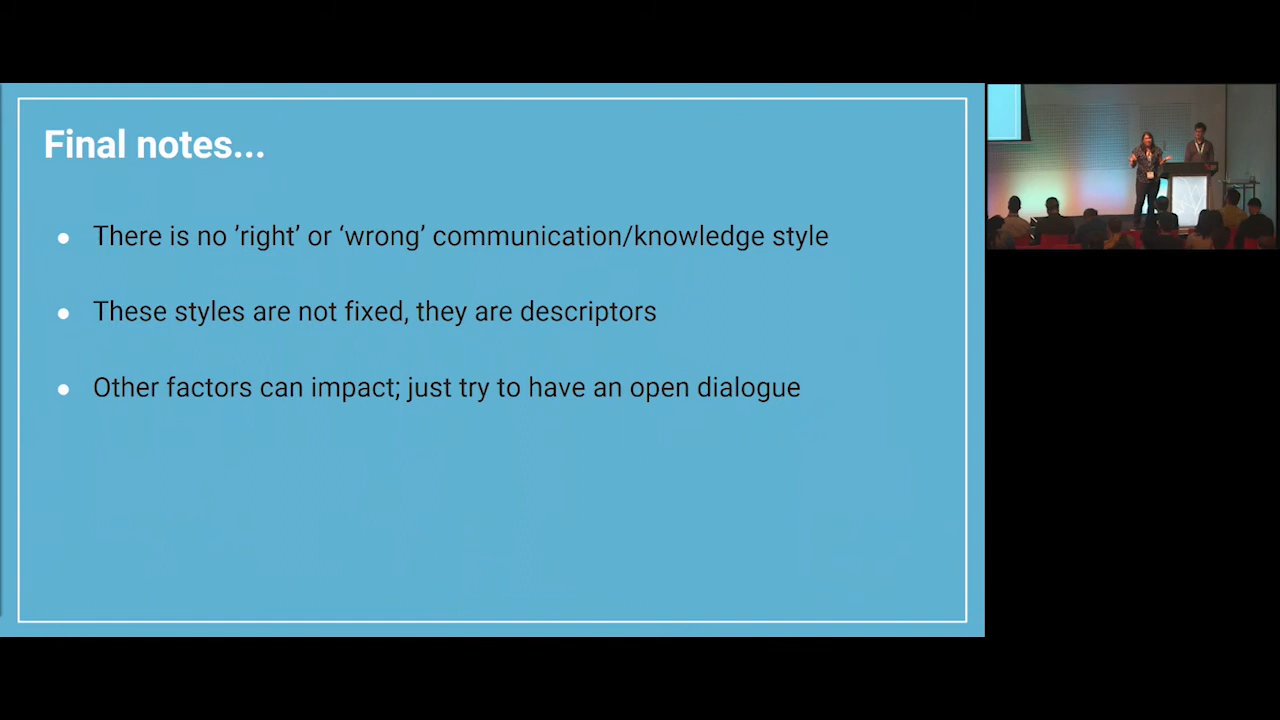 Final notes...
● There is no ’right’ or ‘wrong’ communication/knowledge style
● These styles are not fixed, they are descriptors
● Other factors can impact; just try to have an open dialogue